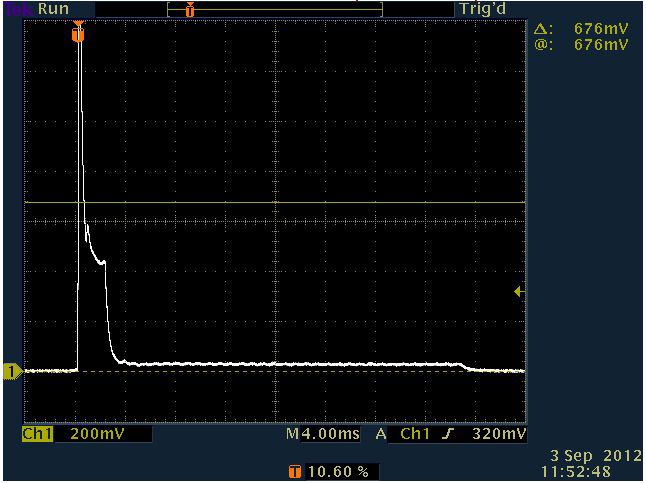 Tek Run Trig'd
T
Δ: 676mV
@: 676mV
T
1
Ch1 200mV M 4.00ms A Ch1 320mV
3 Sep 2012
T 10.60 % 11:52:48